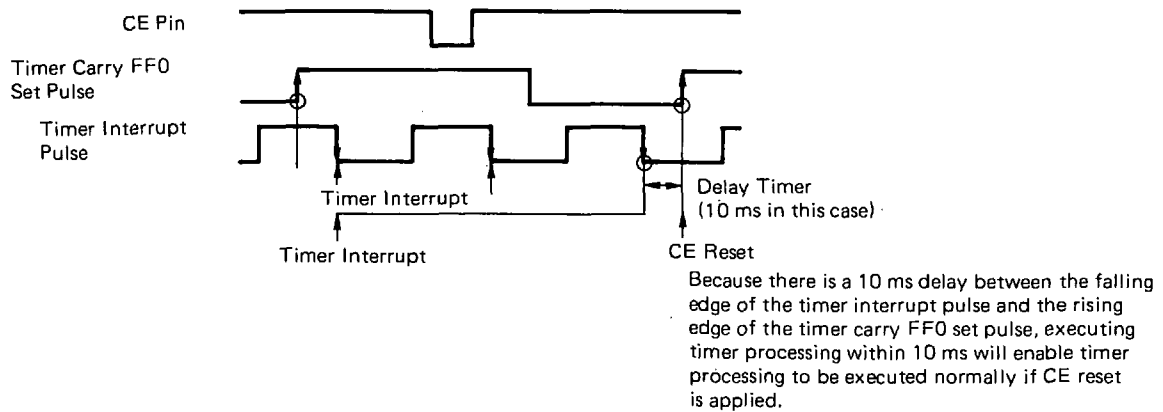 CE Pin
Timer Carry FF0
Set Pulse
Timer Interrupt
Pulse
Timer Interrupt
Delay Timer
(10 ms in this case)
Timer Interrupt
CE Reset
Because there is a 10 ms delay between the falling
edge of the timer interrupt pulse and the rising
edge of the timer carry FF0 set pulse, executing
timer processing within 10 ms will enable timer
processing to be executed normally if CE reset
is applied.